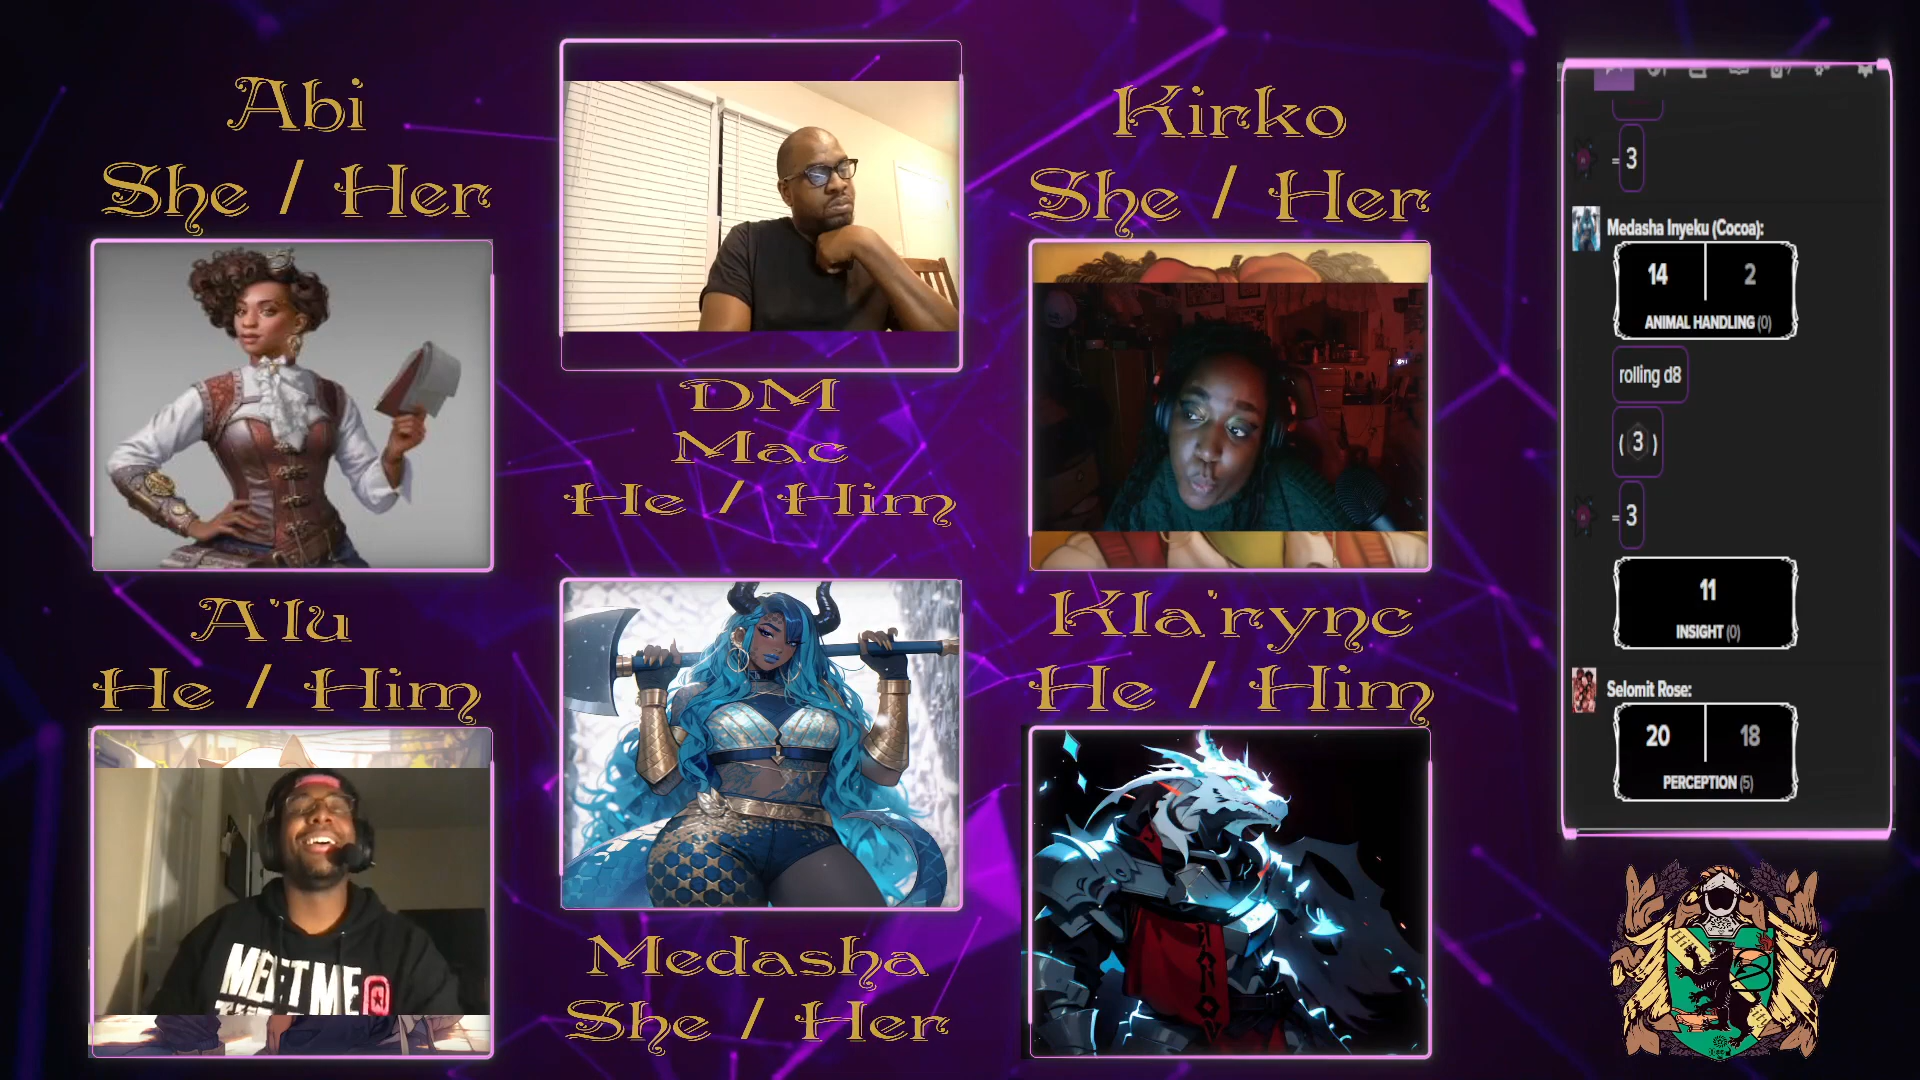 Abi
She / Her
DM
Mac
He / Him
Kirko
She / Her
A'lu
He / Him
MEET ME
Medasha
She / Her
Kla'rync
He / Him
=3
Medasha Inyeku (Cocoa):
14 2
ANIMAL HANDLING (0)
rolling d8
(3)
=3
11
INSIGHT (0)
Selomit Rose:
20 18
PERCEPTION (5)